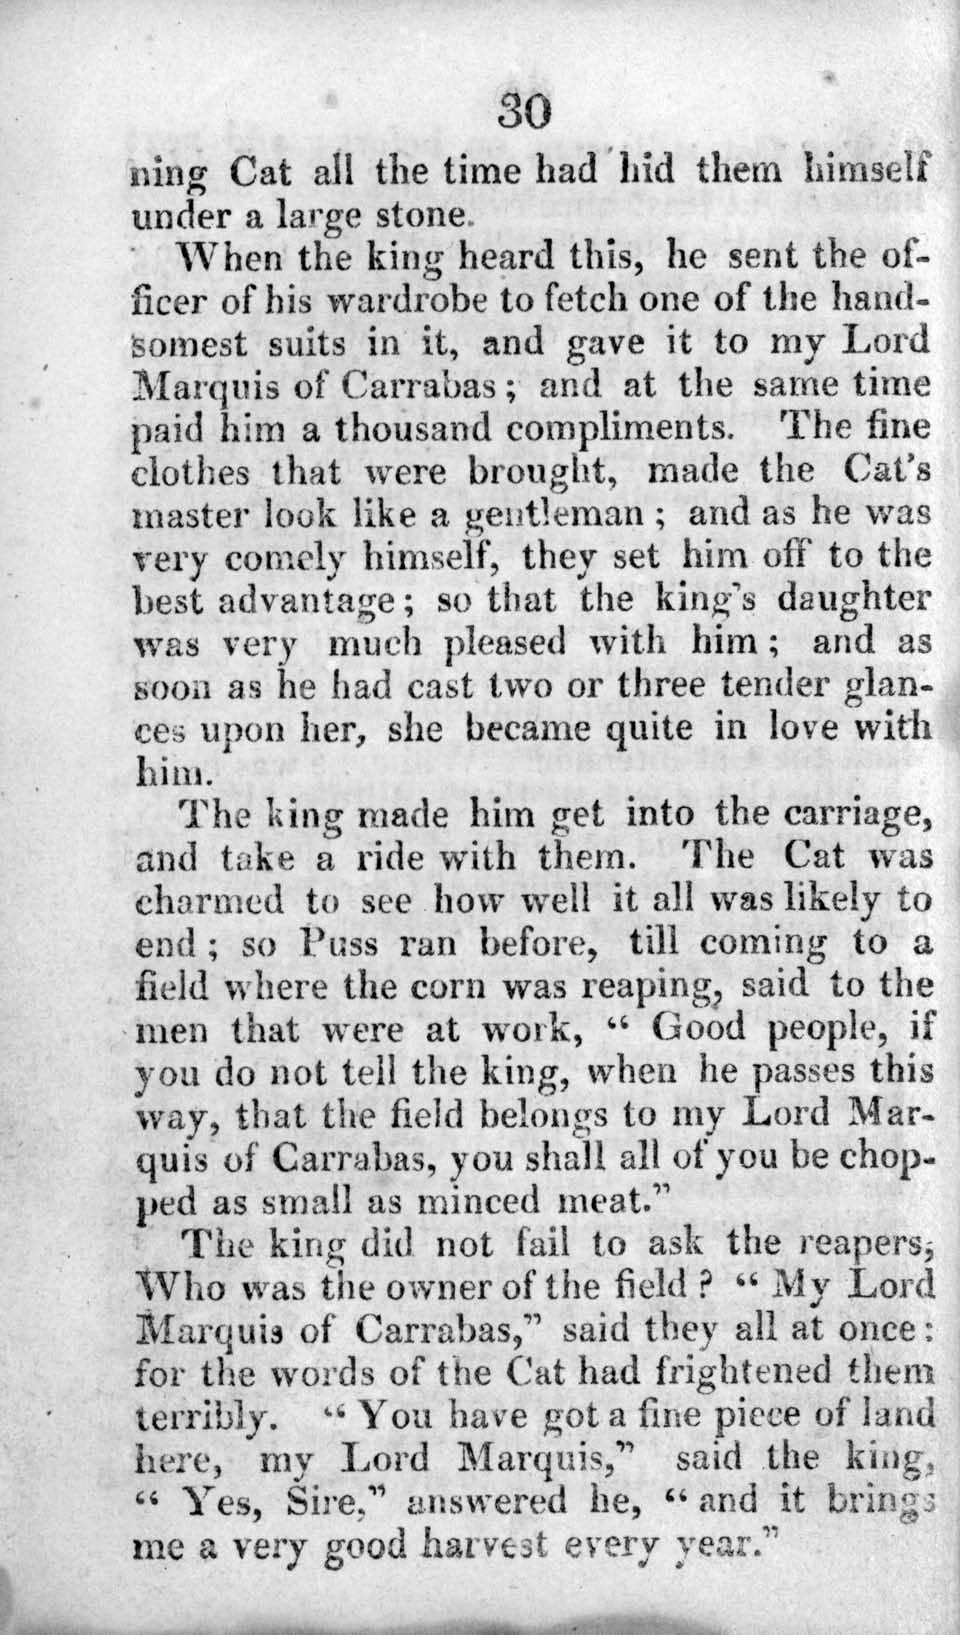 30
ning Cat all the time had hid them himself
under a large stone.
When the king heard this, he sent the of-
ficer of his wardrobe to fetch one of the hand-
somest suits in it, and gave it to my Lord
Marquis of Carrabas; and at the same time
paid him a thousand compliments. The fine
clothes that were brought, made the Cat's
master look like a gentleman; and as he was
very comely himself, they set him off to the
best advantage; so that the king's daughter
was very much pleased with him; and as
soon as he had cast two or three tender glan-
ces upon her, she became quite in love with
him.
The king made him get into the carriage,
and take a ride with them. The Cat was
charmed to see how well it all was likely to
end; so Puss ran before, till coming to a
field where the corn was reaping, said to the
men that were at work, "Good people, if
you do not tell the king, when he passes this
way, that the field belongs to my Lord Mar-
quis of Carrabas, you shall all of you be chop-
ped as small as minced meat."
The king did not fail to ask the reapers,
Who was the owner of the field? "My Lord
Marquis of Carrabas," said they all at once:
for the words of the Cat had frightened them
terribly. "You have got a fine piece of land
here, my Lord Marquis," said the king,
"Yes, Sire," answered he, "and it brings
me a very good harvest every year."